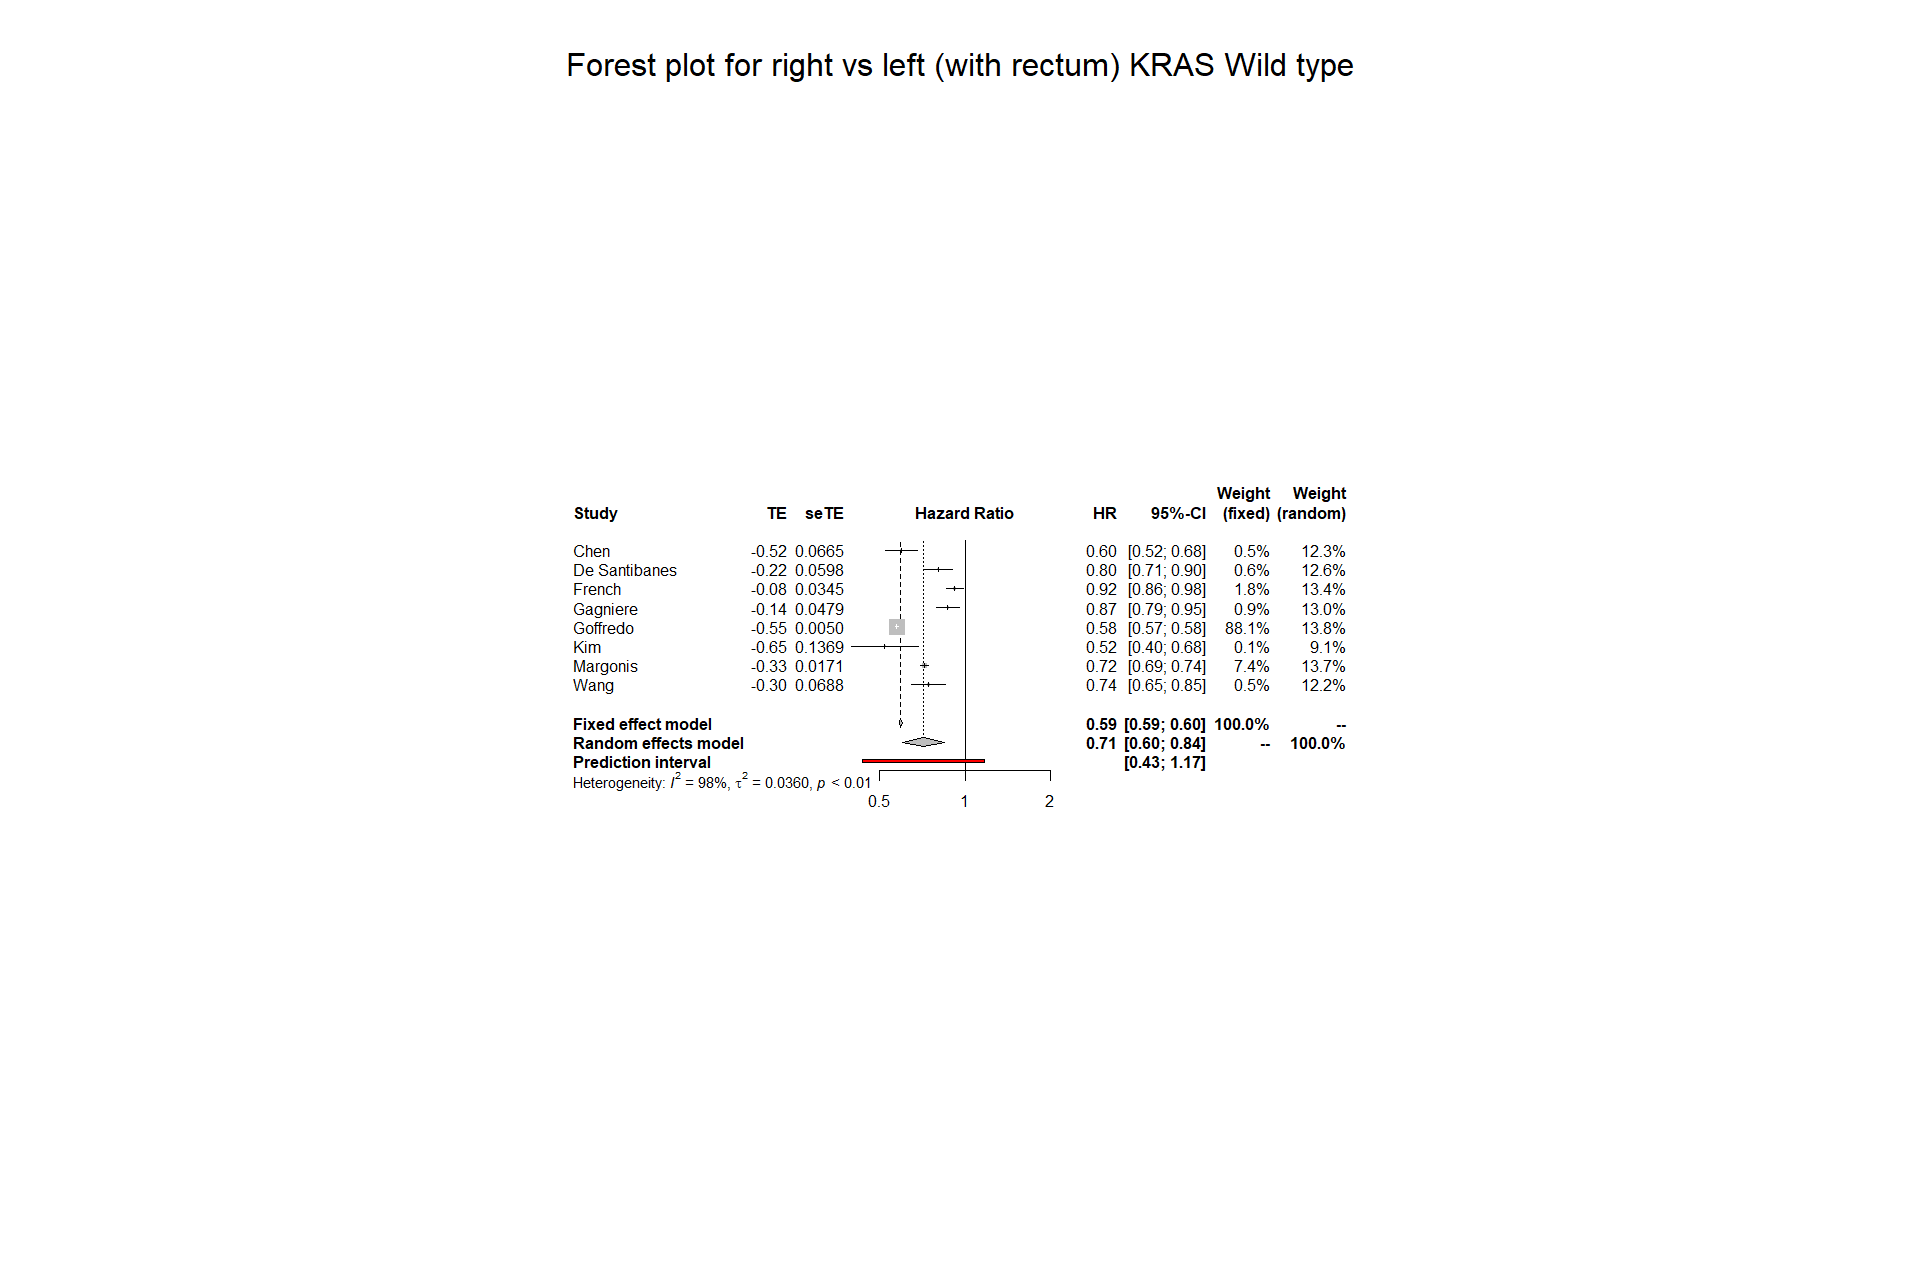 Forest plot for right vs left (with rectum) KRAS Wild type
Weight Weight
Study TE seTE Hazard Ratio HR 95%-CI (fixed) (random)
Chen -0.52 0.0665 0.60 [0.52; 0.68] 0.5% 12.3%
De Santibanes -0.22 0.0598 0.80 [0.71; 0.90] 0.6% 12.6%
French -0.08 0.0345 0.92 [0.86; 0.98] 1.8% 13.4%
Gagniere -0.14 0.0479 0.87 [0.79; 0.95] 0.9% 13.0%
Goffredo -0.55 0.0050 0.58 [0.57; 0.58] 88.1% 13.8%
Kim -0.65 0.1369 0.52 [0.40; 0.68] 0.1% 9.1%
Margonis -0.33 0.0171 0.72 [0.69; 0.74] 7.4% 13.7%
Wang -0.30 0.0688 0.74 [0.65; 0.85] 0.5% 12.2%
Fixed effect model 0.59 [0.59; 0.60] 100.0% --
Random effects model 0.71 [0.60; 0.84] -- 100.0%
Prediction interval [0.43; 1.17]
Heterogeneity: I² = 98%, τ² = 0.0360, p < 0.01
0.5 1 2